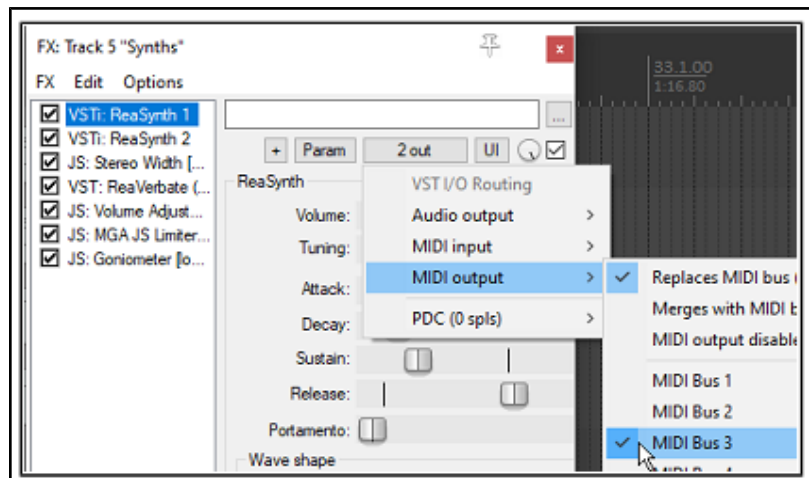 FX: Track 5 "Synths"
33.1.00
1:16.80
FX Edit Options
VSTi: ReaSynth 1
VSTi: ReaSynth 2
JS: Stereo Width [...
VST: ReaVerbate (...
JS: Volume Adjust...
JS: MGA JS Limiter...
JS: Goniometer [lo...
...
+ Param 2 out UI
ReaSynth
Volume:
Tuning:
Attack:
Decay:
Sustain:
Release:
Portamento:
Wave shape
VST I/O Routing
Audio output >
MIDI input >
MIDI output >
PDC (0 spls) >
Replaces MIDI bus
Merges with MIDI
MIDI output
MIDI Bus 1
MIDI Bus 2
MIDI Bus 3